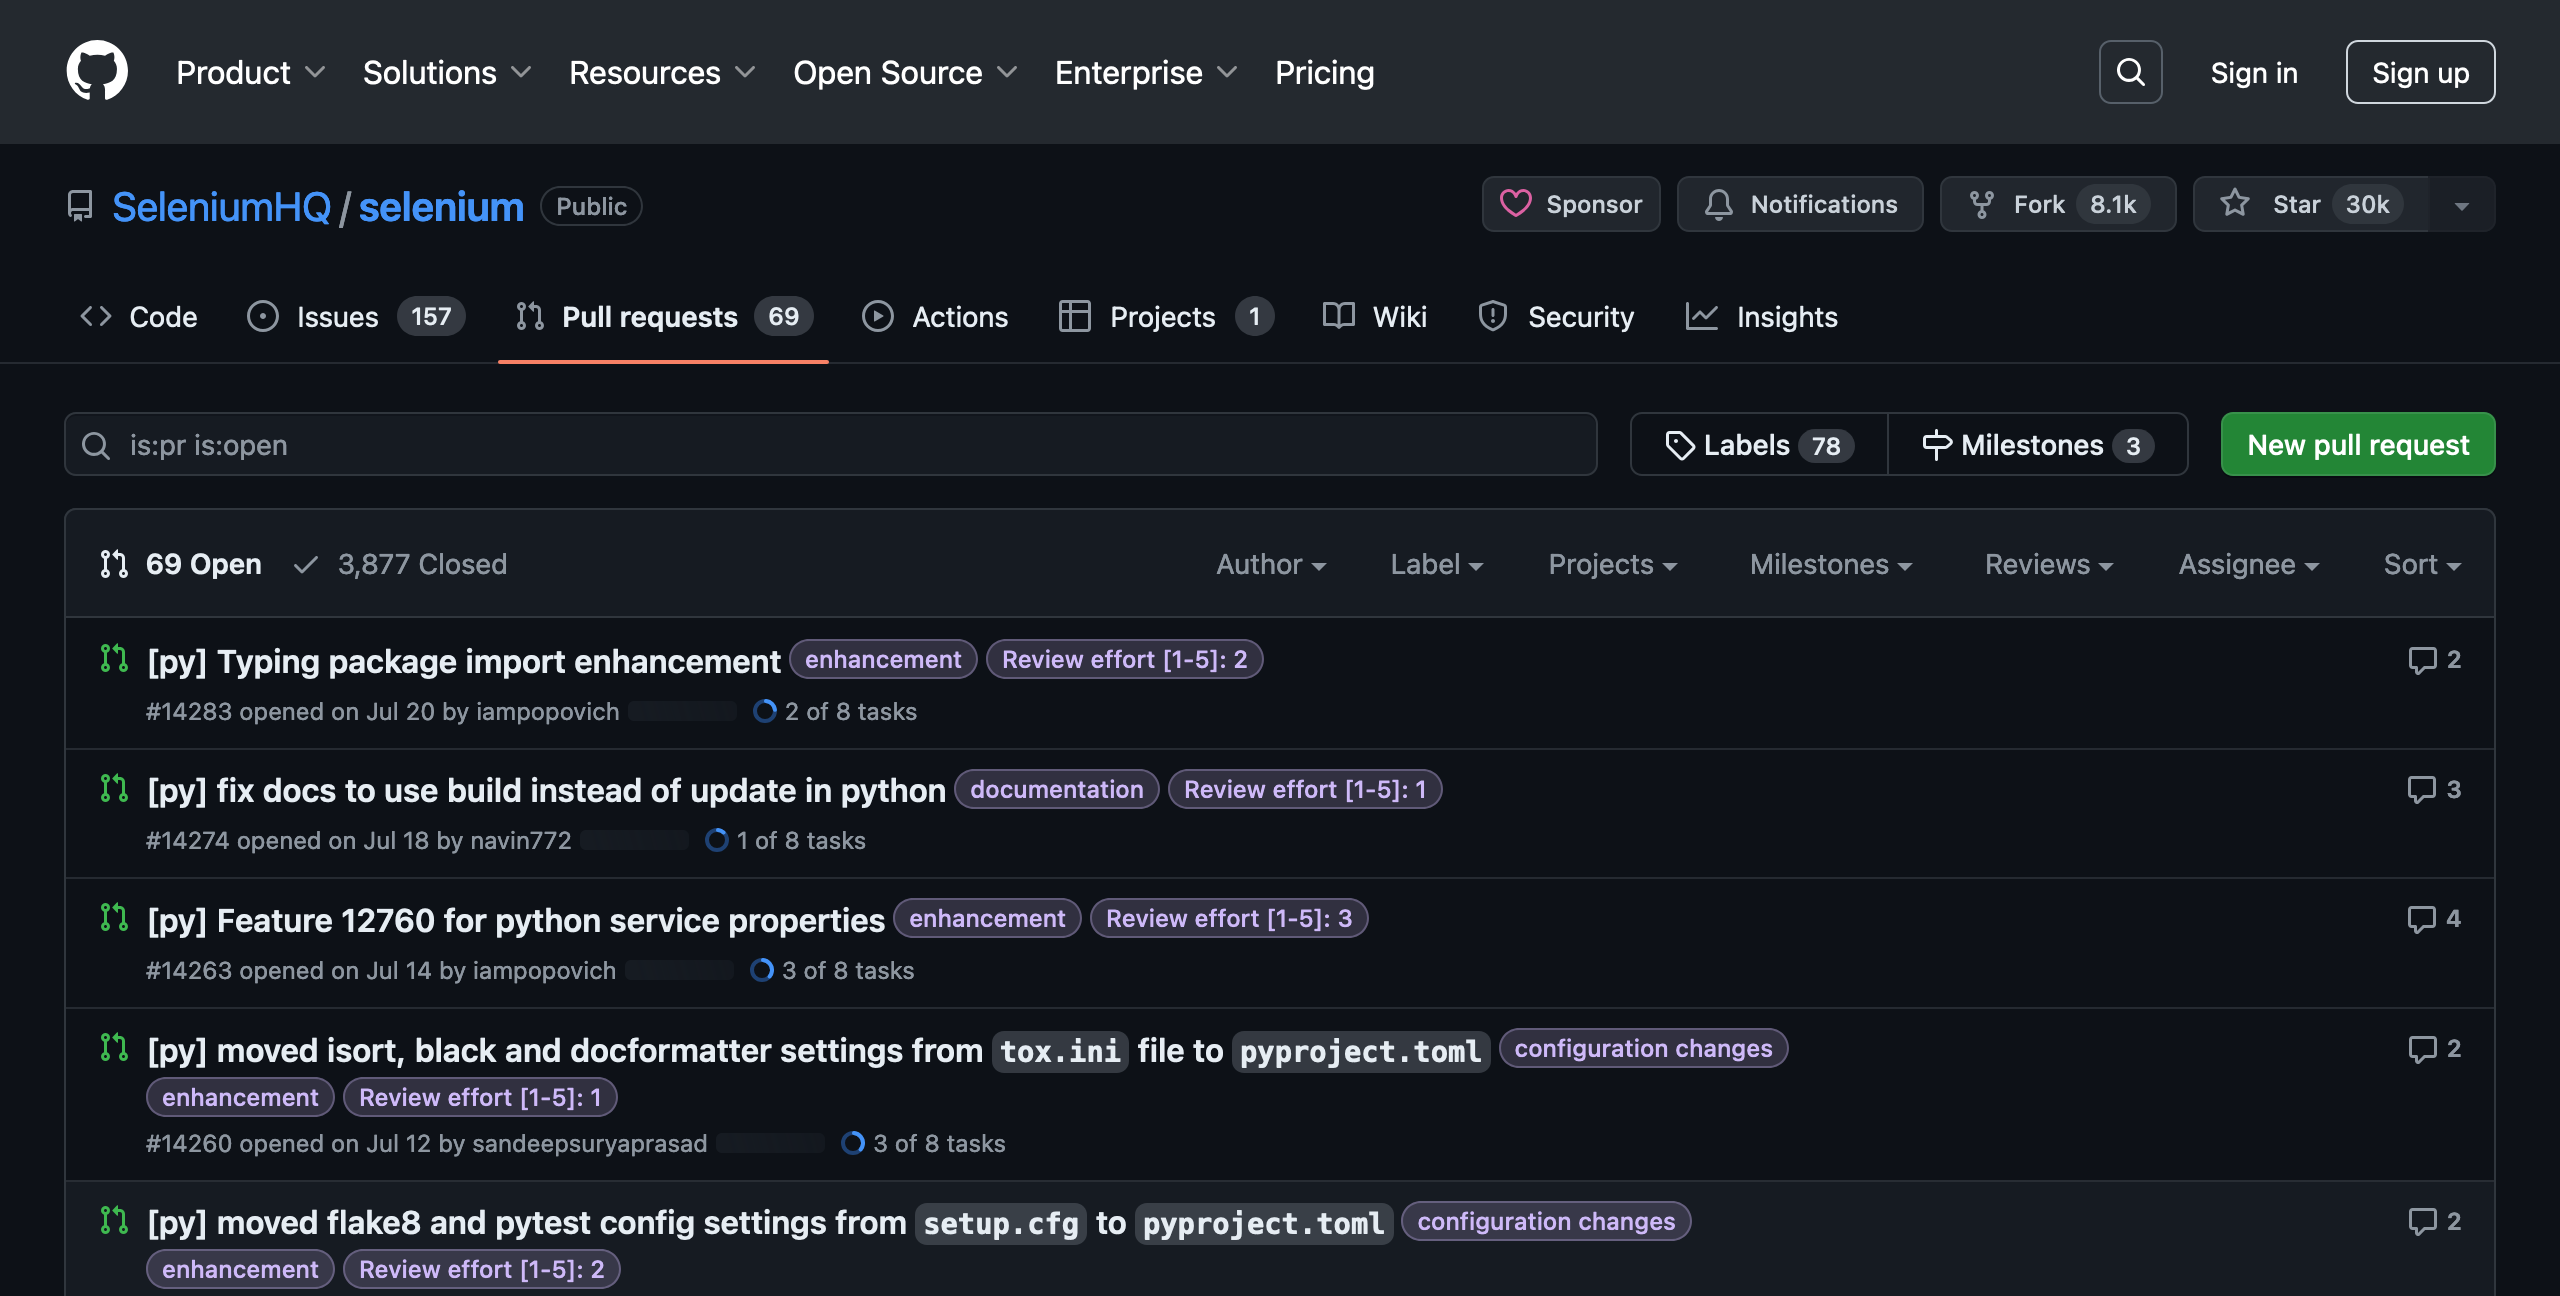 Product Solutions Resources Open Source Enterprise Pricing Sign in Sign up
SeleniumHQ / selenium Public Sponsor Notifications Fork 8.1k Star 30k
Code Issues 157 Pull requests 69 Actions Projects 1 Wiki Security Insights
is:pr is:open Labels 78 Milestones 3 New pull request
69 Open 3,877 Closed Author Label Projects Milestones Reviews Assignee Sort
[py] Typing package import enhancement enhancement Review effort [1-5]: 2 2
#14283 opened on Jul 20 by iampopovich 2 of 8 tasks
[py] fix docs to use build instead of update in python documentation Review effort [1-5]: 1 3
#14274 opened on Jul 18 by navin772 1 of 8 tasks
[py] Feature 12760 for python service properties enhancement Review effort [1-5]: 3 4
#14263 opened on Jul 14 by iampopovich 3 of 8 tasks
[py] moved isort, black and docformatter settings from tox.ini file to pyproject.toml configuration changes 2
enhancement Review effort [1-5]: 1
#14260 opened on Jul 12 by sandeepsuryaprasad 3 of 8 tasks
[py] moved flake8 and pytest config settings from setup.cfg to pyproject.toml configuration changes 2
enhancement Review effort [1-5]: 2